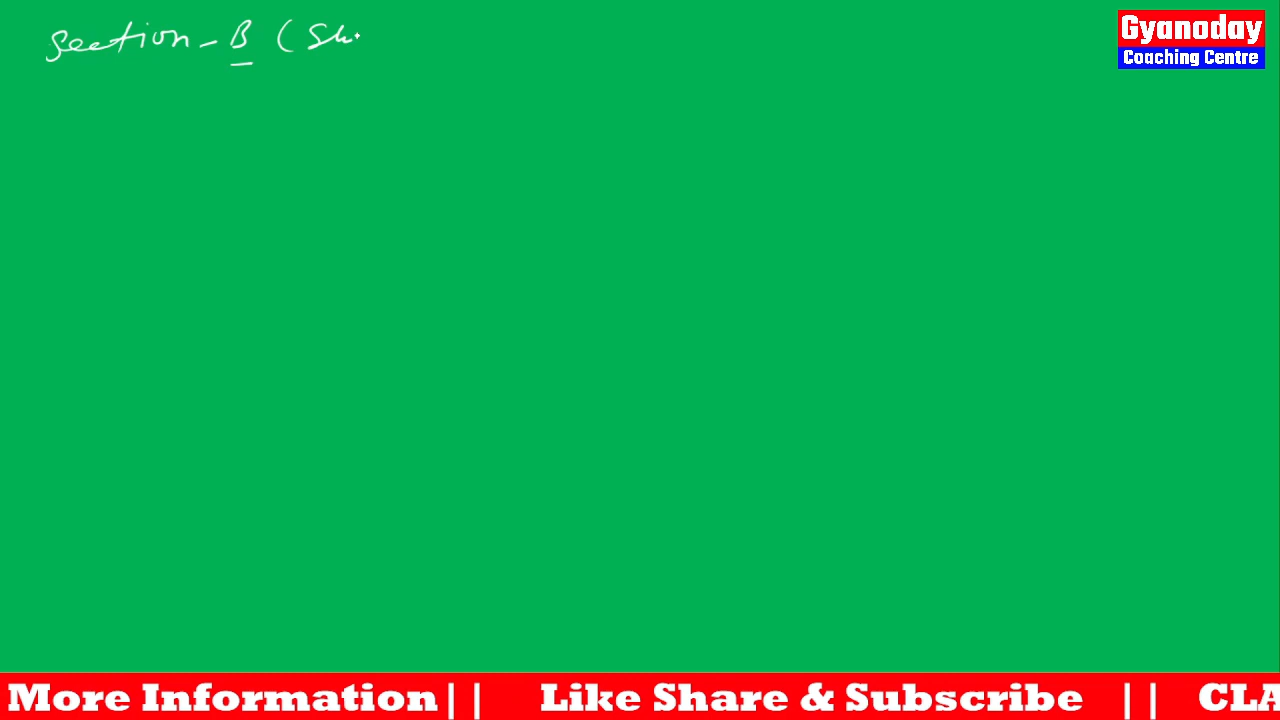 Section - B ( Sh
Gyanoday
Coaching Centre
More Information|| Like Share & Subscribe || CLA